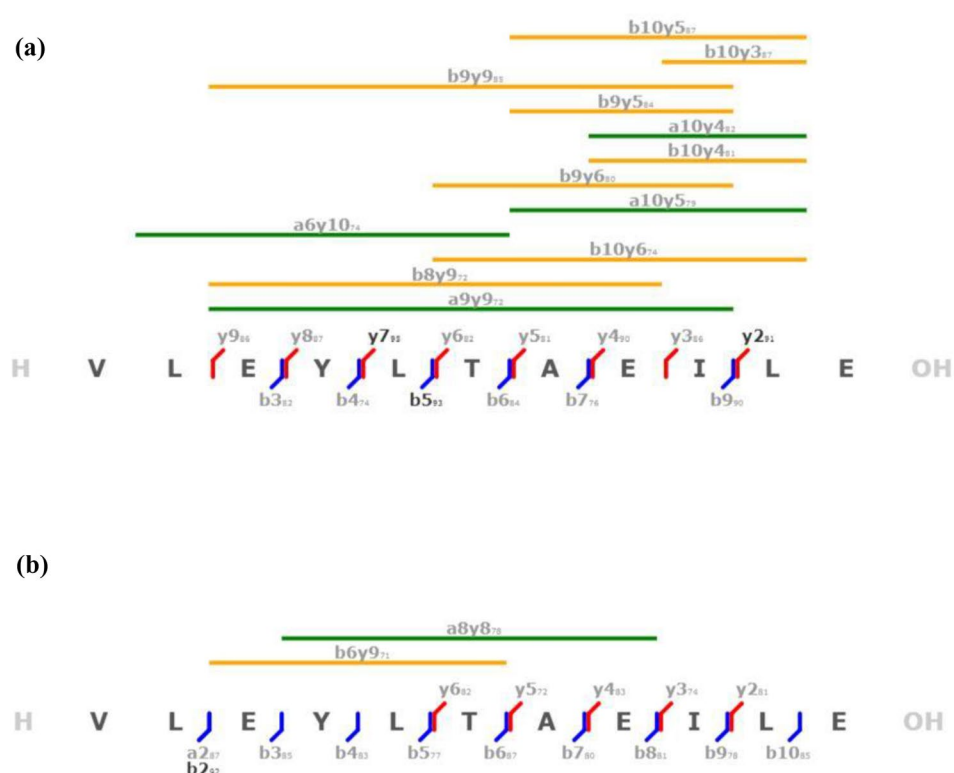 (a)
b10y5₈₇
b10y3₈₇
b9y9₈₅
b9y5₈₄
a10y4₈₂
b10y4₈₁
b9y6₈₀
a10y5₇₉
a6y10₇₄
b10y6₇₄
b8y9₇₂
a9y9₇₂
y9₈₆ y8₈₇ y7₉₃ y6₈₂ y5₈₁ y4₉₀ y3₈₆ y2₉₁
H V L E Y L T A E I L E OH
b3₈₂ b4₇₄ b5₉₂ b6₈₄ b7₇₆ b9₉₀
(b)
a8y8₇₈
b6y9₇₁
y6₈₂ y5₇₂ y4₈₃ y3₇₄ y2₈₁
H V L E Y L T A E I L E OH
a2₈₇ b3₈₅ b4₈₃ b5₇₇ b6₈₇ b7₈₀ b8₈₁ b9₇₈ b10₈₅
b2₉₂